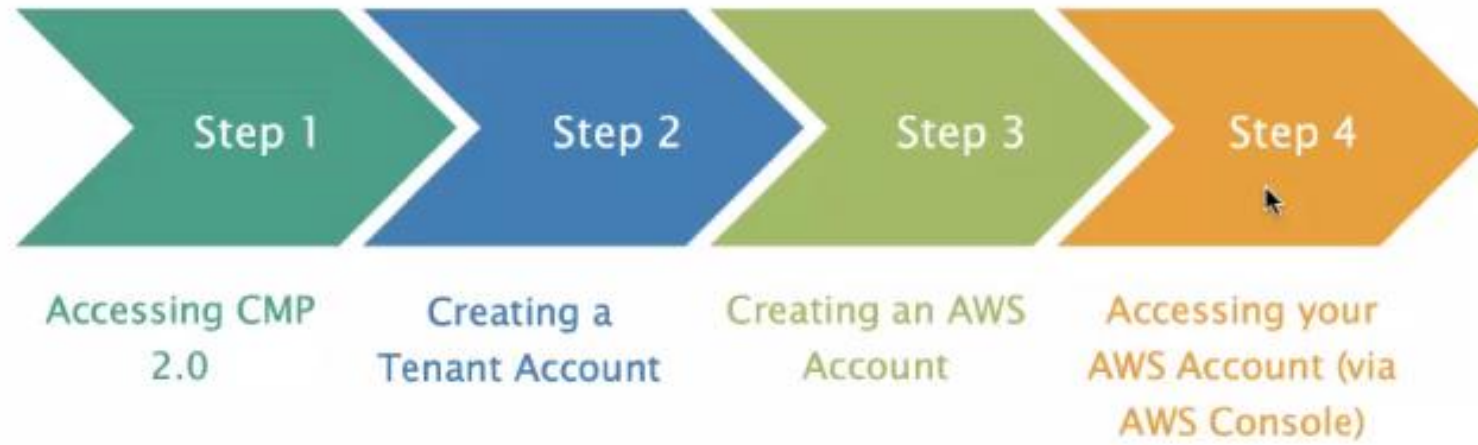 Step 1
Step 2
Step 3
Step 4
Accessing CMP
2.0
Creating a
Tenant Account
Creating an AWS
Account
Accessing your
AWS Account (via
AWS Console)